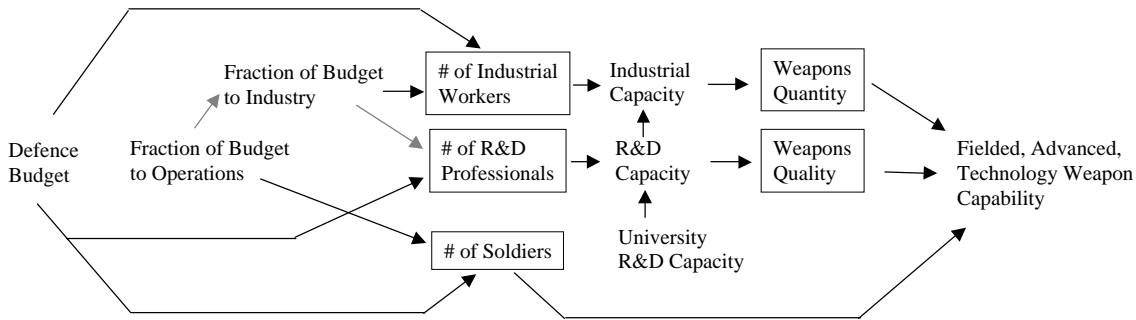 Fraction of Budget
to Industry
# of Industrial
Workers
Industrial
Capacity
Weapons
Quantity
Defence
Budget
Fraction of Budget
to Operations
# of R&D
Professionals
R&D
Capacity
Weapons
Quality
Fielded, Advanced,
Technology Weapon
Capability
# of Soldiers
University
R&D Capacity